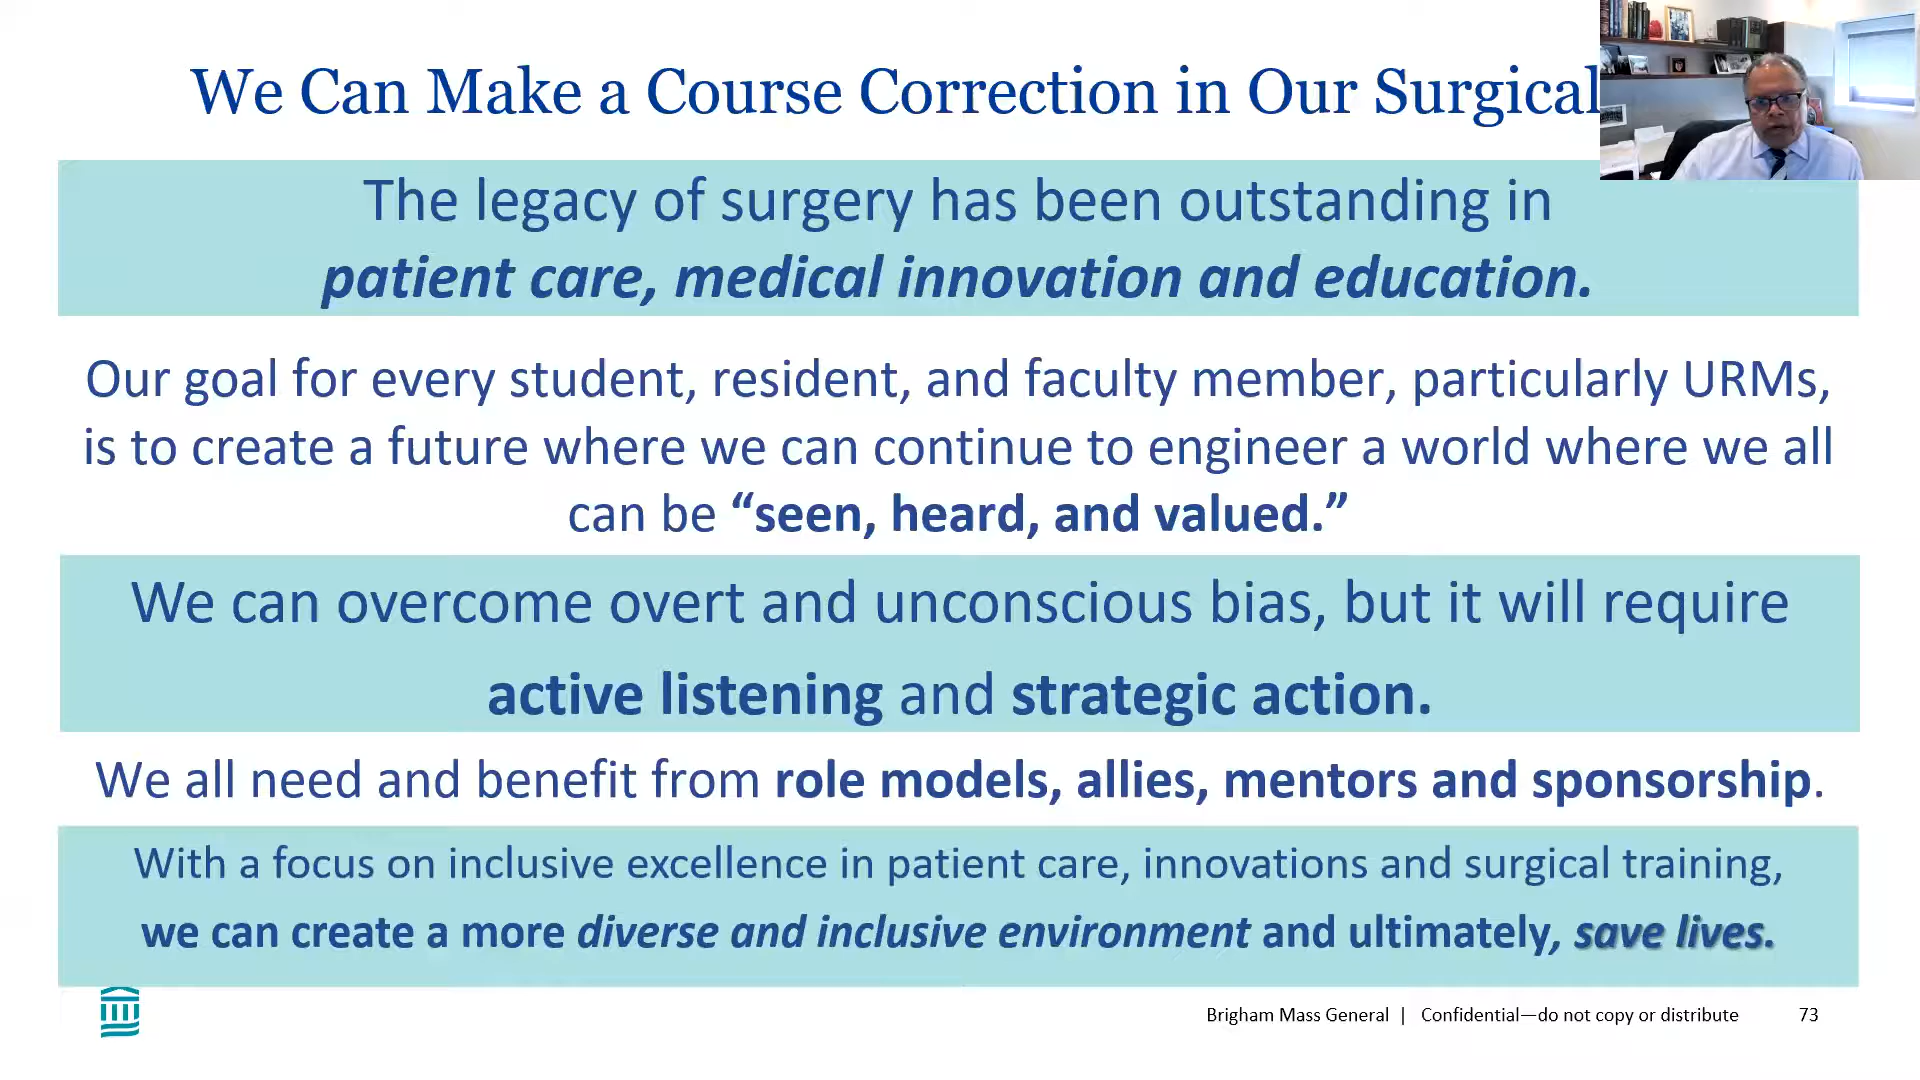 We Can Make a Course Correction in Our Surgical
The legacy of surgery has been outstanding in
patient care, medical innovation and education.
Our goal for every student, resident, and faculty member, particularly URMs,
is to create a future where we can continue to engineer a world where we all
can be “seen, heard, and valued.”
We can overcome overt and unconscious bias, but it will require
active listening and strategic action.
We all need and benefit from role models, allies, mentors and sponsorship.
With a focus on inclusive excellence in patient care, innovations and surgical training,
we can create a more diverse and inclusive environment and ultimately, save lives.
Brigham Mass General | Confidential—do not copy or distribute 73